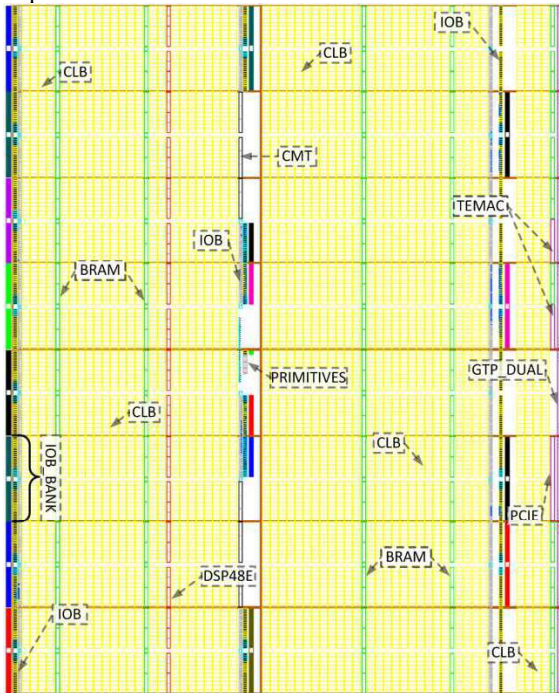 IOB
CLB
CLB
CMT
TEMAC
IOB
BRAM
PRIMITIVES
GTP_DUAL
CLB
IOB_BANK
CLB
PCIE
BRAM
DSP48E
IOB
CLB